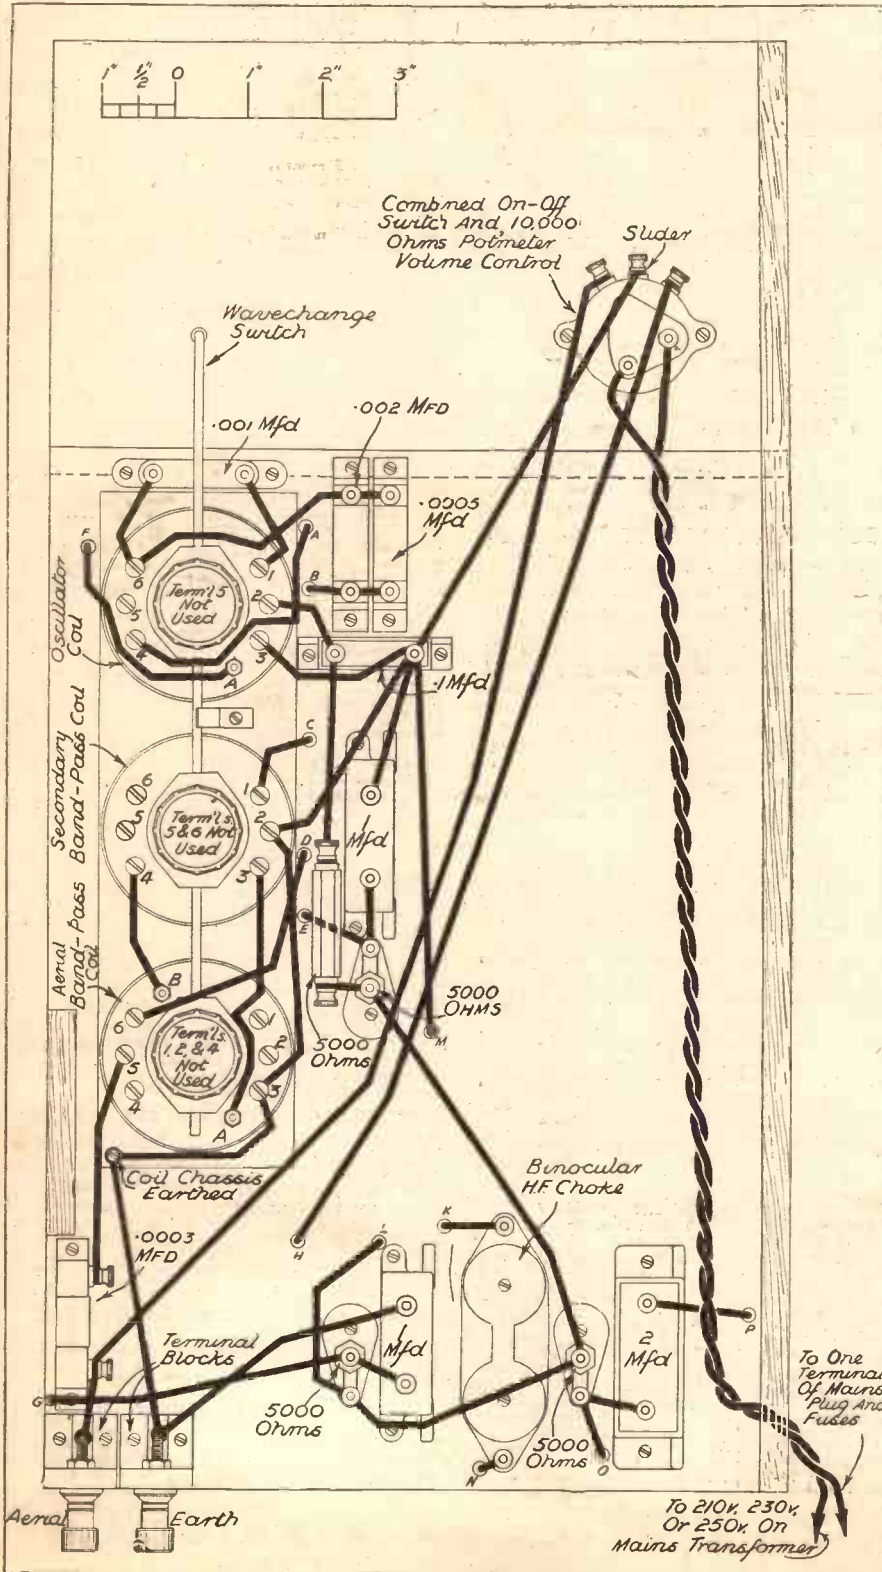 1" ½" 0 1" 2" 3"
Combined On-Off
Switch And 10,000
Ohms Potmeter
Volume Control
Slider
Wavechange
Switch
.001 Mfd
.002 MFD
.0005
Mfd
F
A
B
Oscillator
Coil
6
1
5
2
4
3
Term'l 5
Not
Used
A
.1 Mfd
Secondary
Band-Pass Coil
C
6
1
5
2
4
3
Term'ls
5 & 6 Not
Used
1
Mfd
D
E
Aerial
Band-Pass
Coil
B
6
1
5
2
4
3
Term'ls
1, 2, & 4
Not
Used
A
5000
Ohms
5000
OHMS
M
Coil Chassis
Earthed
Binocular
H.F. Choke
.0003
MFD
H
L
K
Terminal
Blocks
1
Mfd
2
Mfd
P
G
5000
Ohms
5000
Ohms
N
O
To One
Terminal
Of Mains
Plug And
Fuses
Aerial
Earth
To 210v. 230v.
Or 250v. On
Mains Transformer